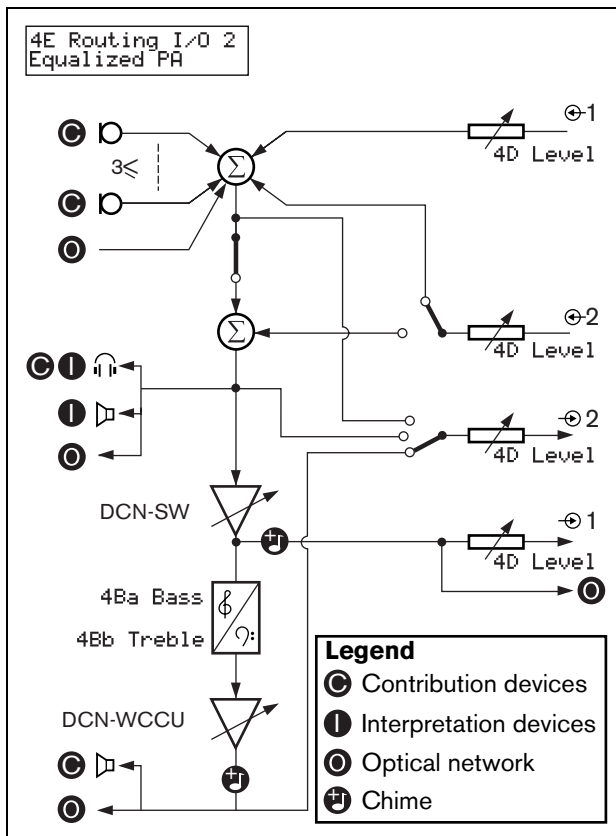 4E Routing I/O 2
Equalized PA
C
1
3≤
4D Level
C
O
2
4D Level
C I
I
2
O
4D Level
DCN-SW
1
4D Level
4Ba Bass
O
4Bb Treble
Legend
C Contribution devices
DCN-WCCU
I Interpretation devices
C
O Optical network
O
Chime